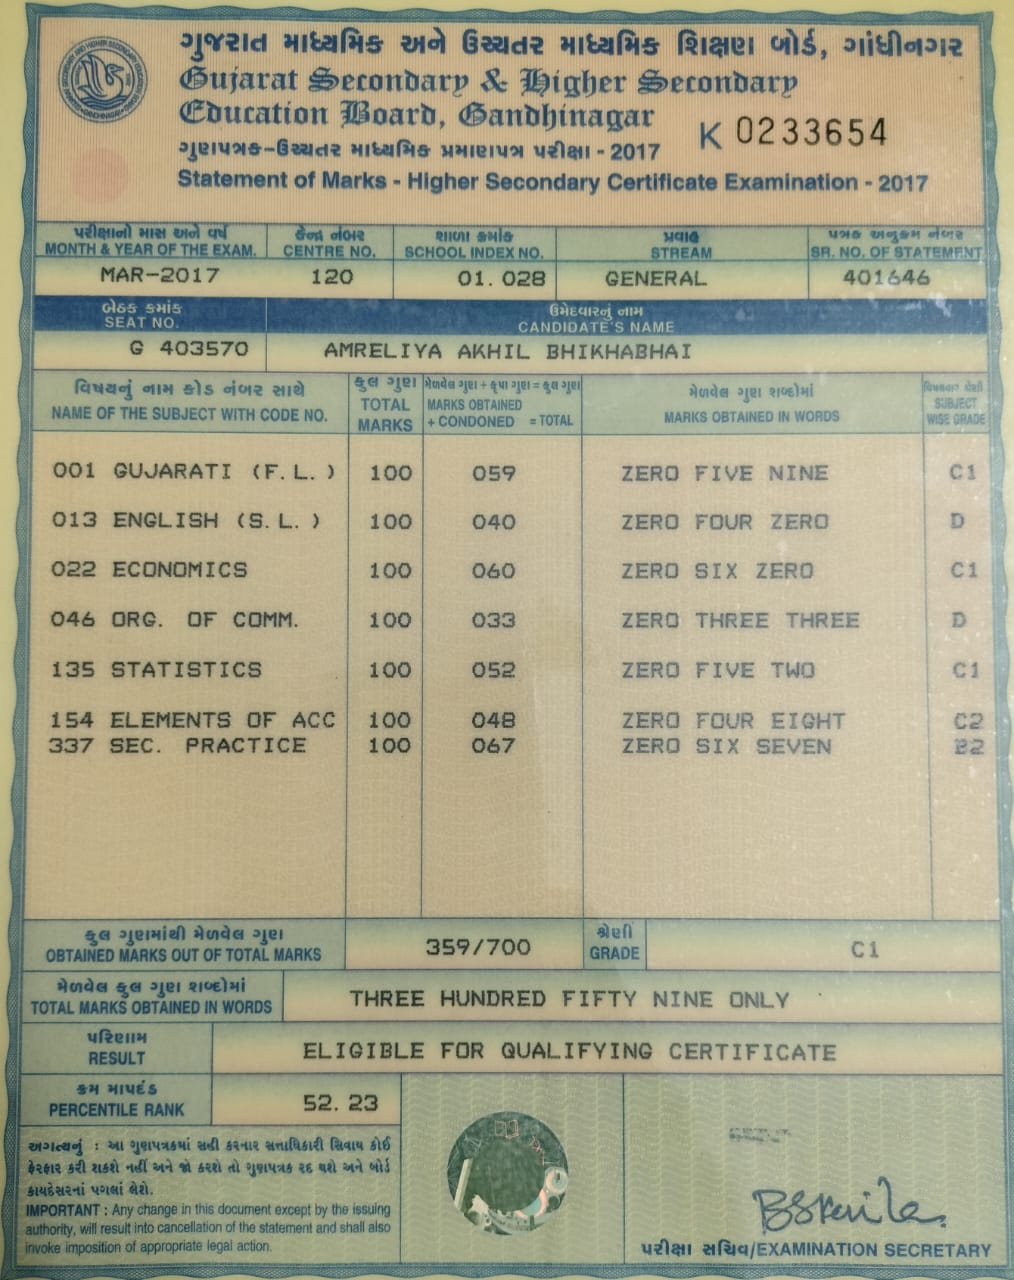 ગુજરાત માધ્યમિક અને ઉચ્ચતર માધ્યમિક શિક્ષણ બોર્ડ, ગાંધીનગર
Gujarat Secondary & Higher Secondary
Education Board, Gandhinagar
K 0233654
ગુણપત્રક-ઉચ્ચતર માધ્યમિક પ્રમાણપત્ર પરીક્ષા - 2017
Statement of Marks - Higher Secondary Certificate Examination - 2017
પરીક્ષાનો માસ અને વર્ષ કેન્દ્ર નંબર શાળા ક્રમાંક પ્રવાહ પત્રક અનુક્રમ નંબર
MONTH & YEAR OF THE EXAM. CENTRE NO. SCHOOL INDEX NO. STREAM SR. NO. OF STATEMENT
MAR-2017 120 01. 028 GENERAL 401646
બેઠક ક્રમાંક ઉમેદવારનું નામ
SEAT NO. CANDIDATE'S NAME
G 403570 AMRELIYA AKHIL BHIKHABHAI
વિષયનું નામ કોડ નંબર સાથે કુલ ગુણ મેળવેલ ગુણ + કૃપા ગુણ = કુલ ગુણ મેળવેલ ગુણ શબ્દોમાં વિષયવાર શ્રેણી
NAME OF THE SUBJECT WITH CODE NO. TOTAL MARKS MARKS OBTAINED + CONDONED = TOTAL MARKS OBTAINED IN WORDS SUBJECT WISE GRADE
001 GUJARATI (F. L. ) 100 059 ZERO FIVE NINE C1
013 ENGLISH (S. L. ) 100 040 ZERO FOUR ZERO D
022 ECONOMICS 100 060 ZERO SIX ZERO C1
046 ORG. OF COMM. 100 033 ZERO THREE THREE D
135 STATISTICS 100 052 ZERO FIVE TWO C1
154 ELEMENTS OF ACC 100 048 ZERO FOUR EIGHT C2
337 SEC. PRACTICE 100 067 ZERO SIX SEVEN B2
કુલ ગુણમાંથી મેળવેલ ગુણ 359/700 શ્રેણી C1
OBTAINED MARKS OUT OF TOTAL MARKS GRADE
મેળવેલ કુલ ગુણ શબ્દોમાં
TOTAL MARKS OBTAINED IN WORDS THREE HUNDRED FIFTY NINE ONLY
પરિણામ
RESULT ELIGIBLE FOR QUALIFYING CERTIFICATE
ક્રમ માપદંડ
PERCENTILE RANK 52. 23
અગત્યનું : આ ગુણપત્રકમાં સહી કરનાર સત્તાધિકારી સિવાય કોઈ
ફેરફાર કરી શકશે નહીં અને જો કરશે તો ગુણપત્રક રદ થશે અને બોર્ડ
કાયદેસરનાં પગલાં લેશે.
IMPORTANT : Any change in this document except by the issuing
authority, will result into cancellation of the statement and shall also
invoke imposition of appropriate legal action.
પરીક્ષા સચિવ/EXAMINATION SECRETARY